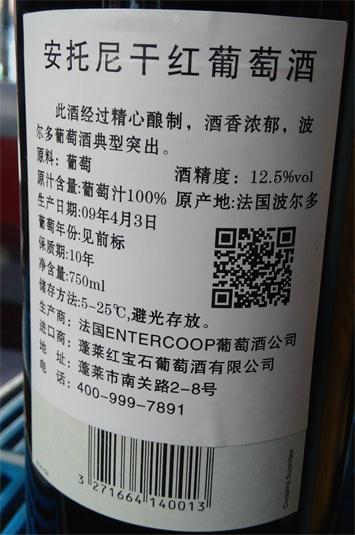 安托尼干红葡萄酒
此酒经过精心酿制，酒香浓郁，波
尔多葡萄酒典型突出。
原料：葡萄
酒精度：12.5%vol
原汁含量:葡萄汁100% 原产地:法国波尔多
生产日期:09年4月3日
葡萄年份:见前标
保质期:10年
净含量:750ml
储存方法:5-25℃,避光存放。
生产商：法国ENTERCOOP葡萄酒公司
进口商：蓬莱红宝石葡萄酒有限公司
地 址：蓬莱市南关路2-8号
电 话：400-999-7891
3 271664 140013
Contains Sulphites